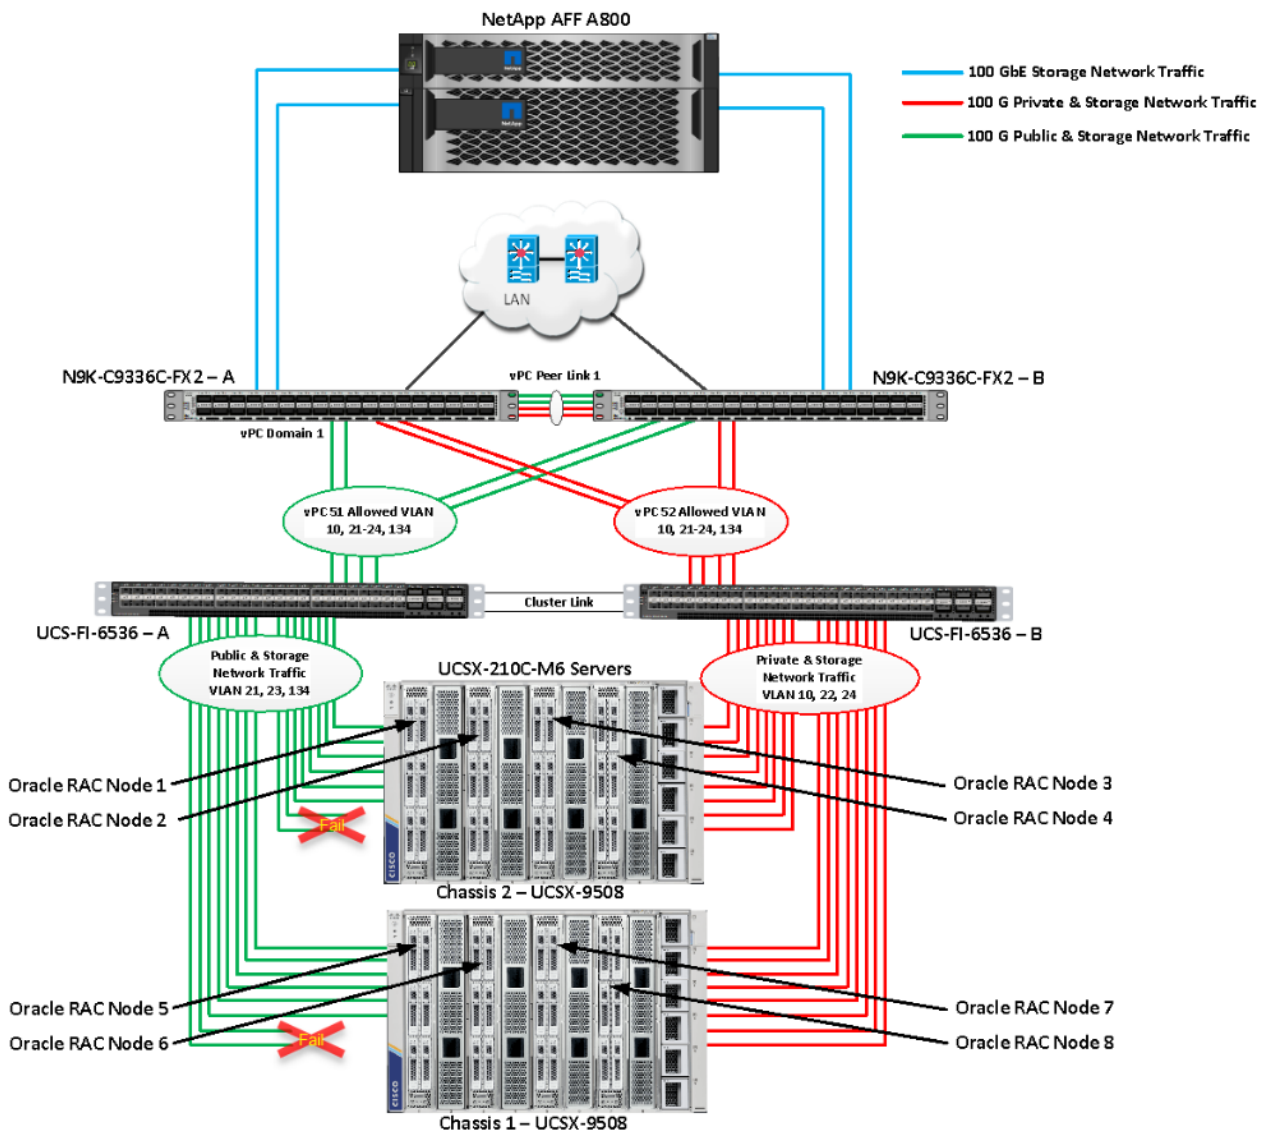 NetApp AFF A800
NetApp
NetApp
100 GbE Storage Network Traffic
100 G Private & Storage Network Traffic
100 G Public & Storage Network Traffic
LAN
N9K-C9336C-FX2 – A
vPC Peer Link 1
N9K-C9336C-FX2 – B
vPC Domain 1
vPC 51 Allowed VLAN
10, 21-24, 134
vPC 52 Allowed VLAN
10, 21-24, 134
Cluster Link
UCS-FI-6536 – A
UCS-FI-6536 – B
Public & Storage
Network Traffic
VLAN 21, 23, 134
UCSX-210C-M6 Servers
Private & Storage
Network Traffic
VLAN 10, 22, 24
Oracle RAC Node 1
Oracle RAC Node 2
Oracle RAC Node 3
Oracle RAC Node 4
Fail
CISCO
Chassis 2 – UCSX-9508
Oracle RAC Node 5
Oracle RAC Node 6
Oracle RAC Node 7
Oracle RAC Node 8
Fail
CISCO
Chassis 1 – UCSX-9508